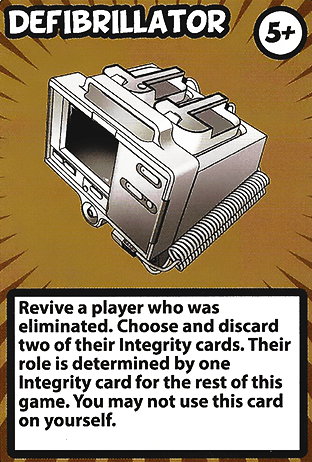 DEFIBRILLATOR
5+
Revive a player who was
eliminated. Choose and discard
two of their Integrity cards. Their
role is determined by one
Integrity card for the rest of this
game. You may not use this card
on yourself.